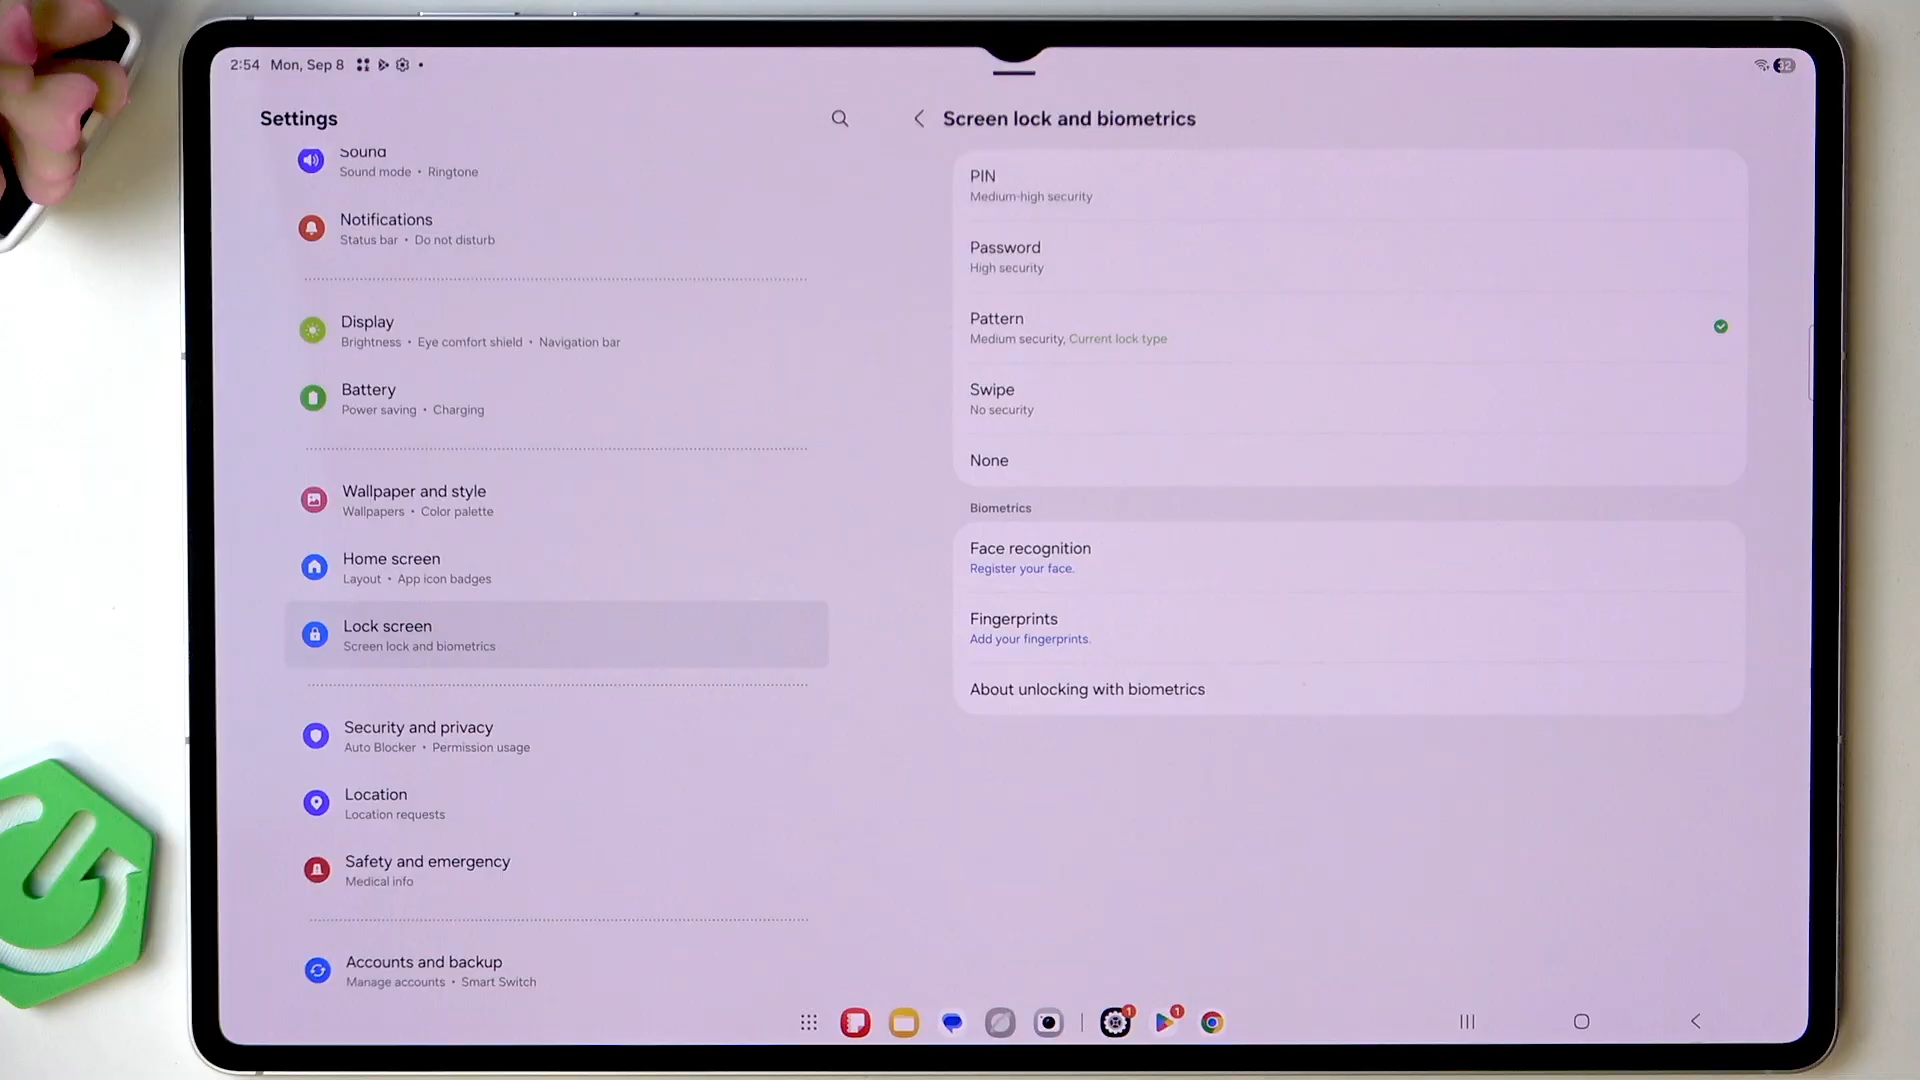 2:54 Mon, Sep 8
32
Settings
Sound
Sound mode • Ringtone
Notifications
Status bar • Do not disturb
Display
Brightness • Eye comfort shield • Navigation bar
Battery
Power saving • Charging
Wallpaper and style
Wallpapers • Color palette
Home screen
Layout • App icon badges
Lock screen
Screen lock and biometrics
Security and privacy
Auto Blocker • Permission usage
Location
Location requests
Safety and emergency
Medical info
Accounts and backup
Manage accounts • Smart Switch
Screen lock and biometrics
PIN
Medium-high security
Password
High security
Pattern
Medium security, Current lock type
Swipe
No security
None
Biometrics
Face recognition
Register your face.
Fingerprints
Add your fingerprints.
About unlocking with biometrics
1
1